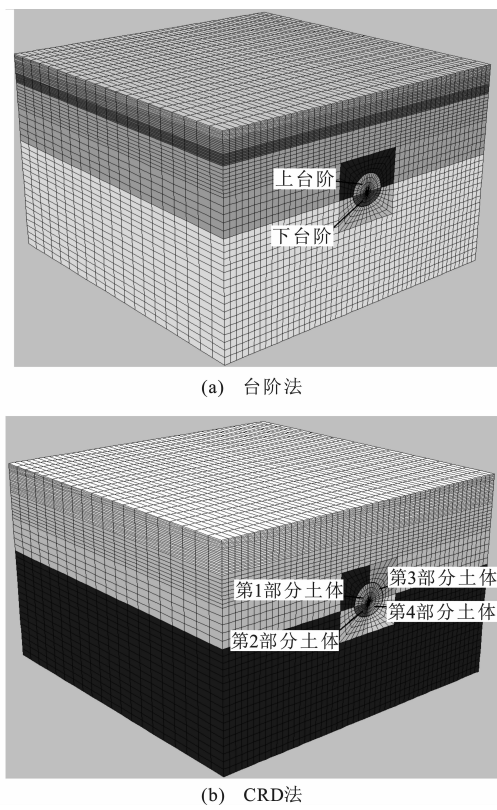 上台阶
下台阶
(a) 台阶法
第1部分土体
第3部分土体
第4部分土体
第2部分土体
(b) CRD法